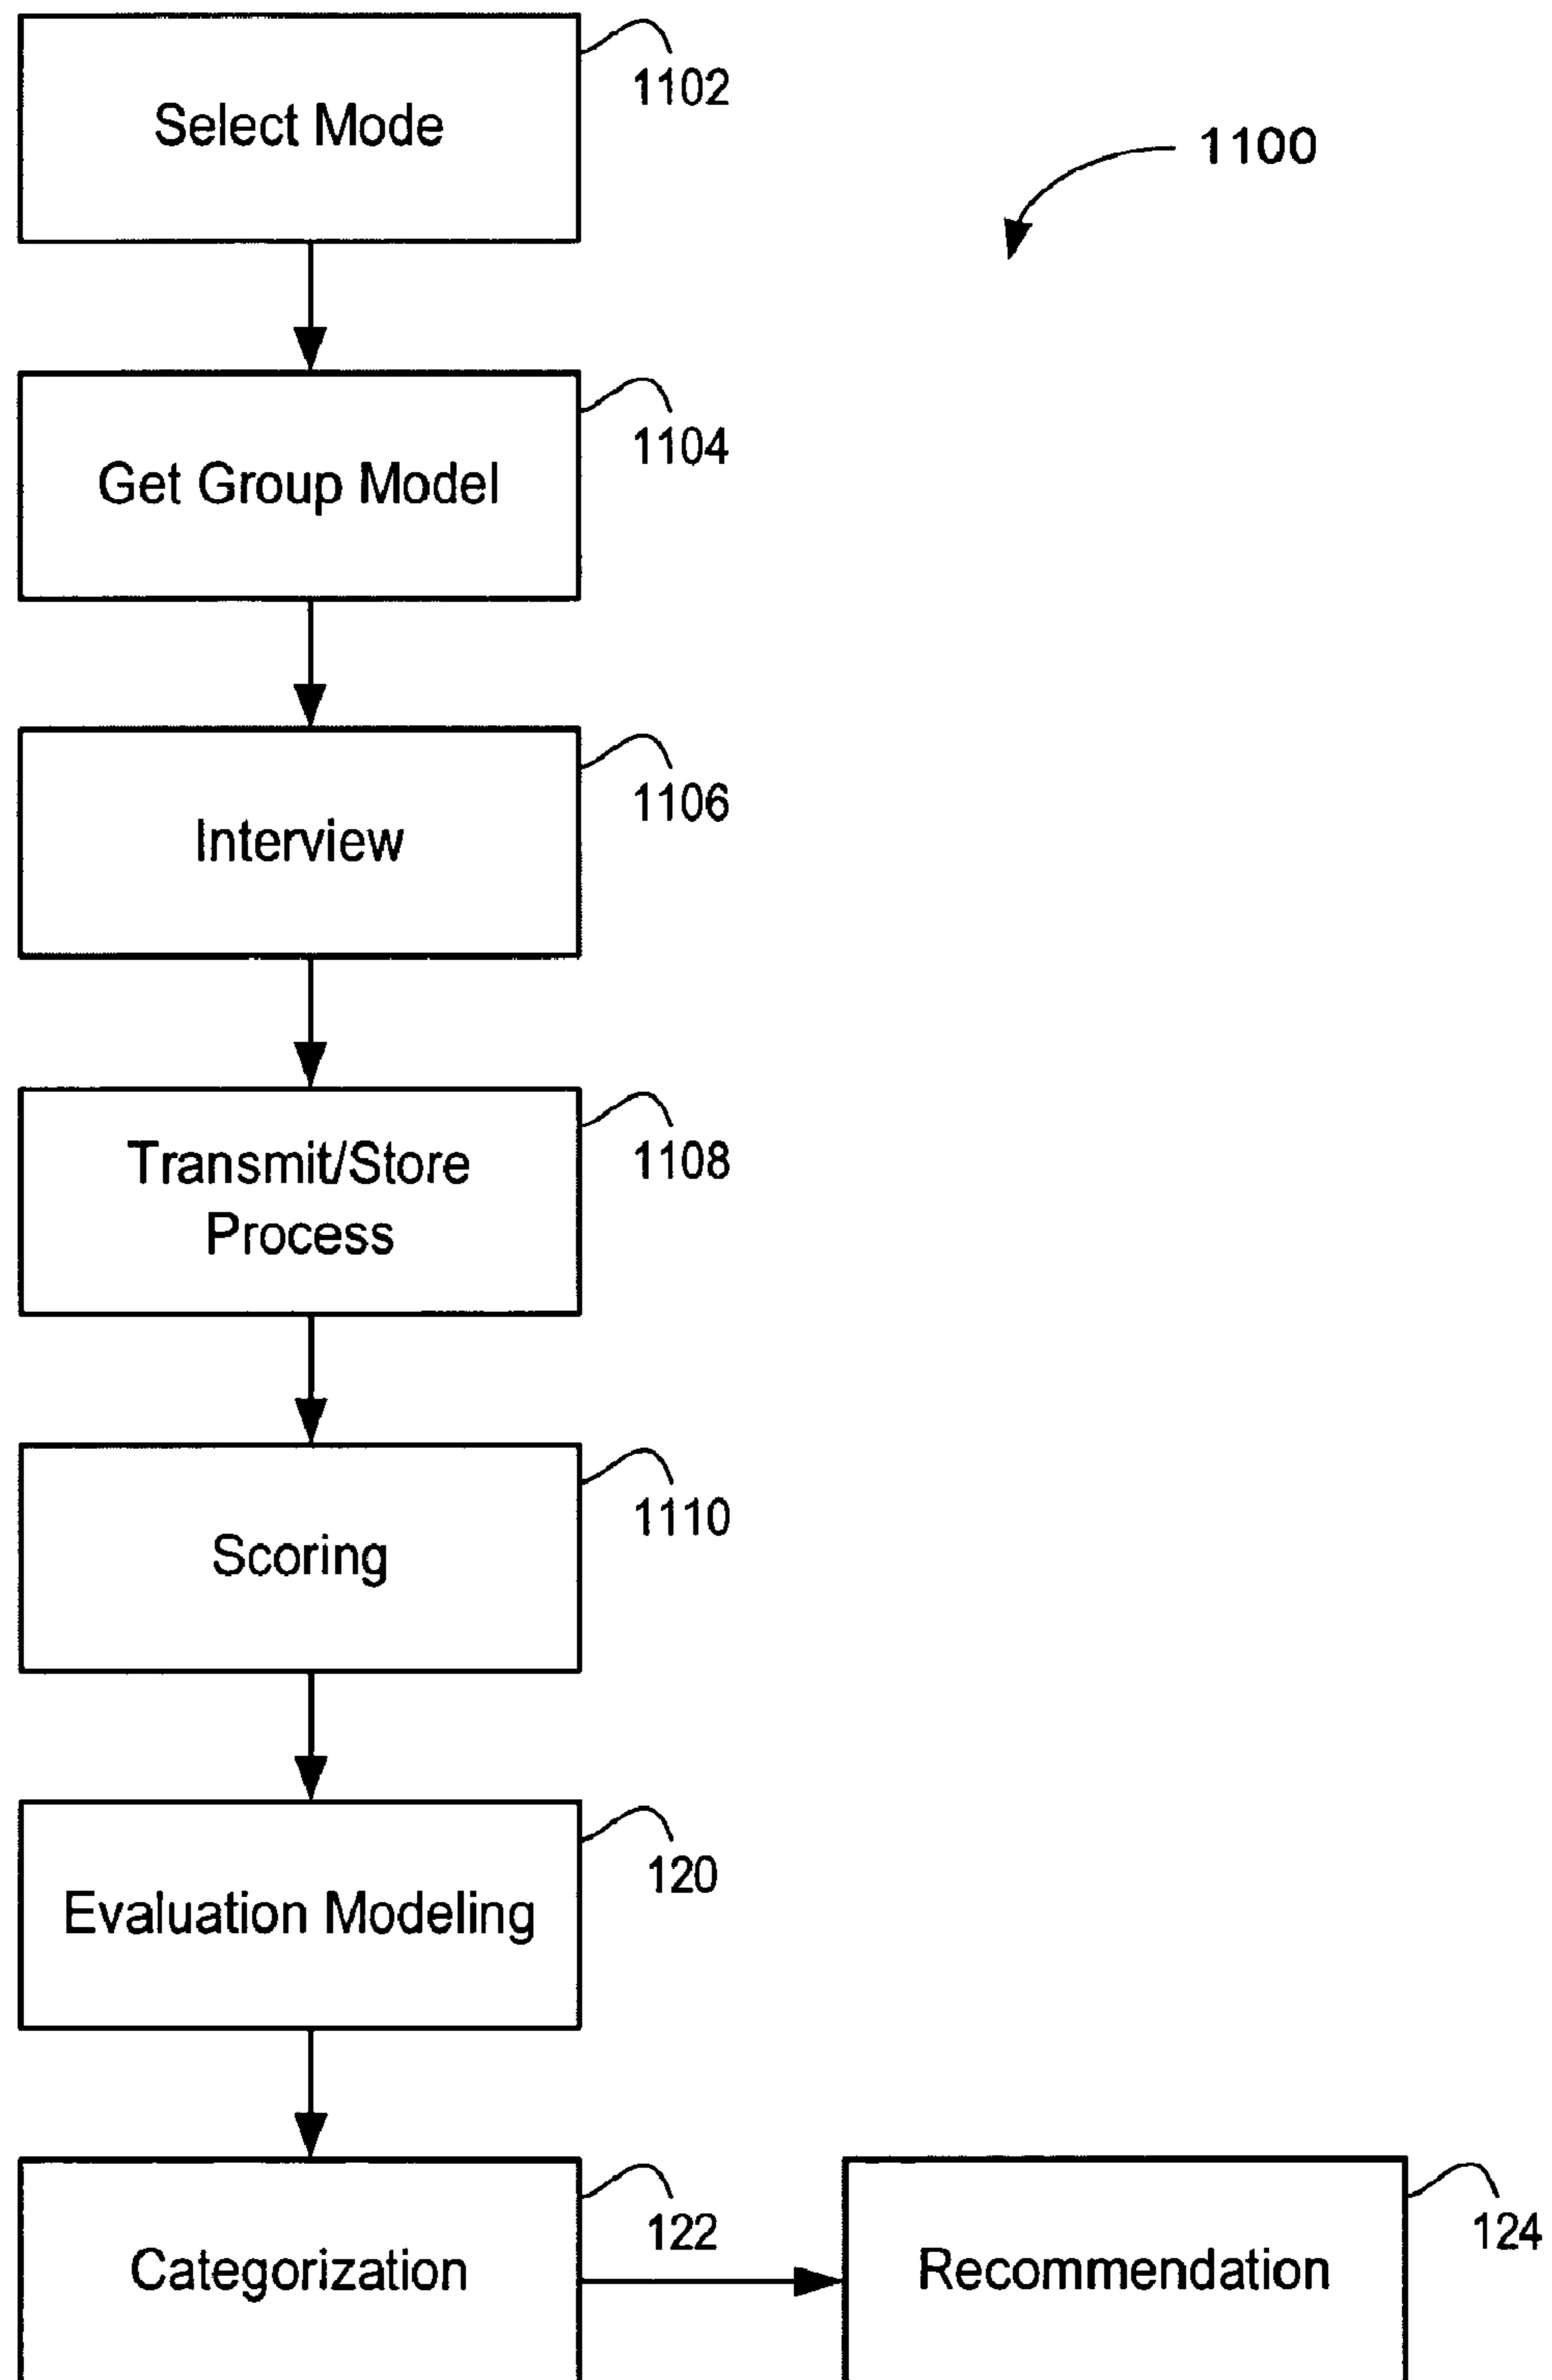 Select Mode
1102
1100
Get Group Model
1104
Interview
1106
Transmit/Store
Process
1108
Scoring
1110
Evaluation Modeling
120
Categorization
122
Recommendation
124